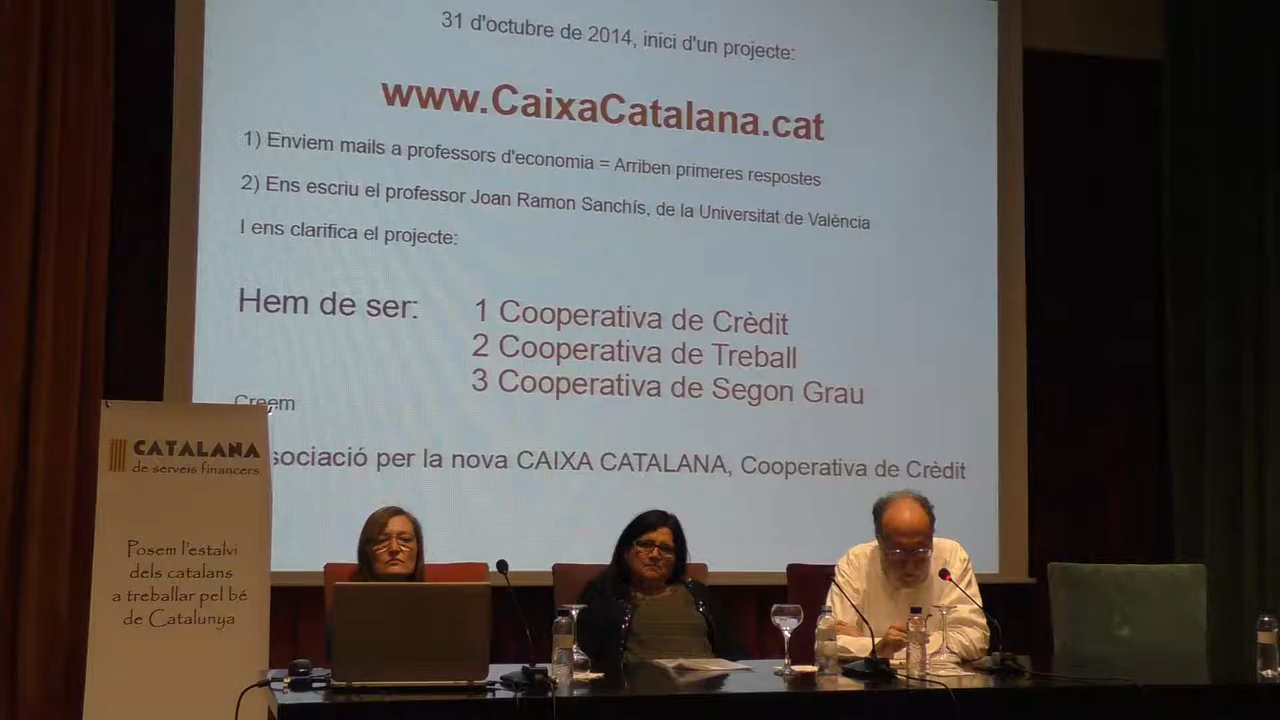 31 d'octubre de 2014, inici d'un projecte:
www.CaixaCatalana.cat
1) Enviem mails a professors d'economia = Arriben primeres respostes
2) Ens escriu el professor Joan Ramon Sanchís, de la Universitat de València
I ens clarifica el projecte:
Hem de ser:
1 Cooperativa de Crèdit
2 Cooperativa de Treball
3 Cooperativa de Segon Grau
Creem
sociació per la nova CAIXA CATALANA, Cooperativa de Crèdit
CATALANA
de serveis financers
Posem l'estalvi
dels catalans
a treballar pel bé
de Catalunya